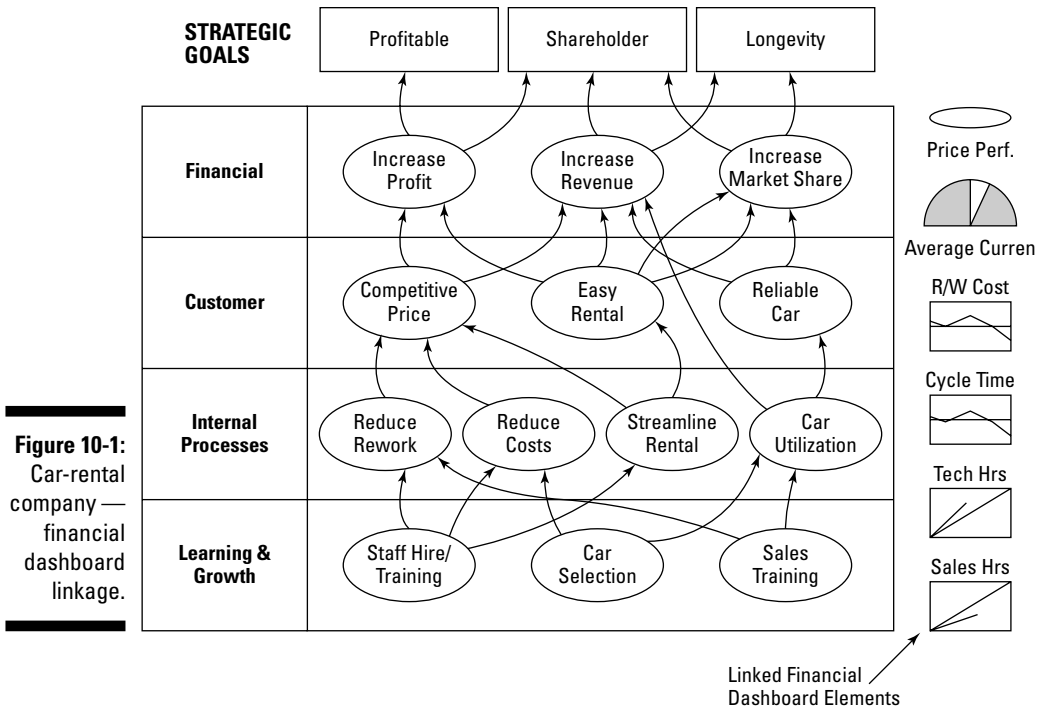 STRATEGIC
GOALS
Profitable
Shareholder
Longevity
Financial
Increase
Profit
Increase
Revenue
Increase
Market Share
Customer
Competitive
Price
Easy
Rental
Reliable
Car
Internal
Processes
Reduce
Rework
Reduce
Costs
Streamline
Rental
Car
Utilization
Learning &
Growth
Staff Hire/
Training
Car
Selection
Sales
Training
Price Perf.
Average Curren
R/W Cost
Cycle Time
Tech Hrs
Sales Hrs
Linked Financial
Dashboard Elements
Figure 10-1:
Car-rental
company —
financial
dashboard
linkage.